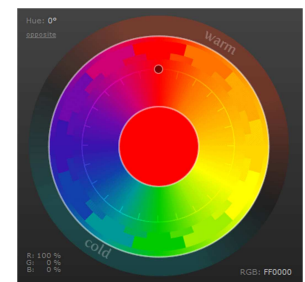 Hue: 0°
opposite
warm
cold
R: 100 %
G: 0 %
B: 0 %
RGB: FF0000